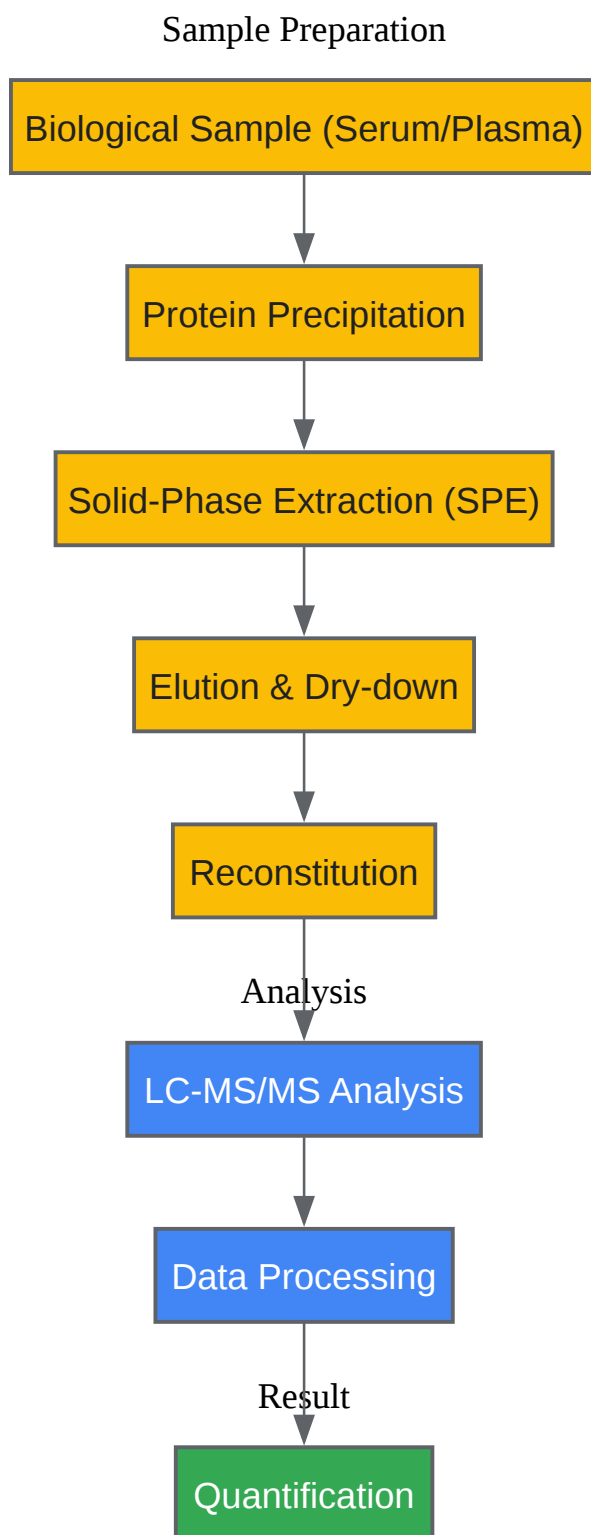 Sample Preparation
Biological Sample (Serum/Plasma)
Protein Precipitation
Solid-Phase Extraction (SPE)
Elution & Dry-down
Reconstitution
Analysis
LC-MS/MS Analysis
Data Processing
Result
Quantification